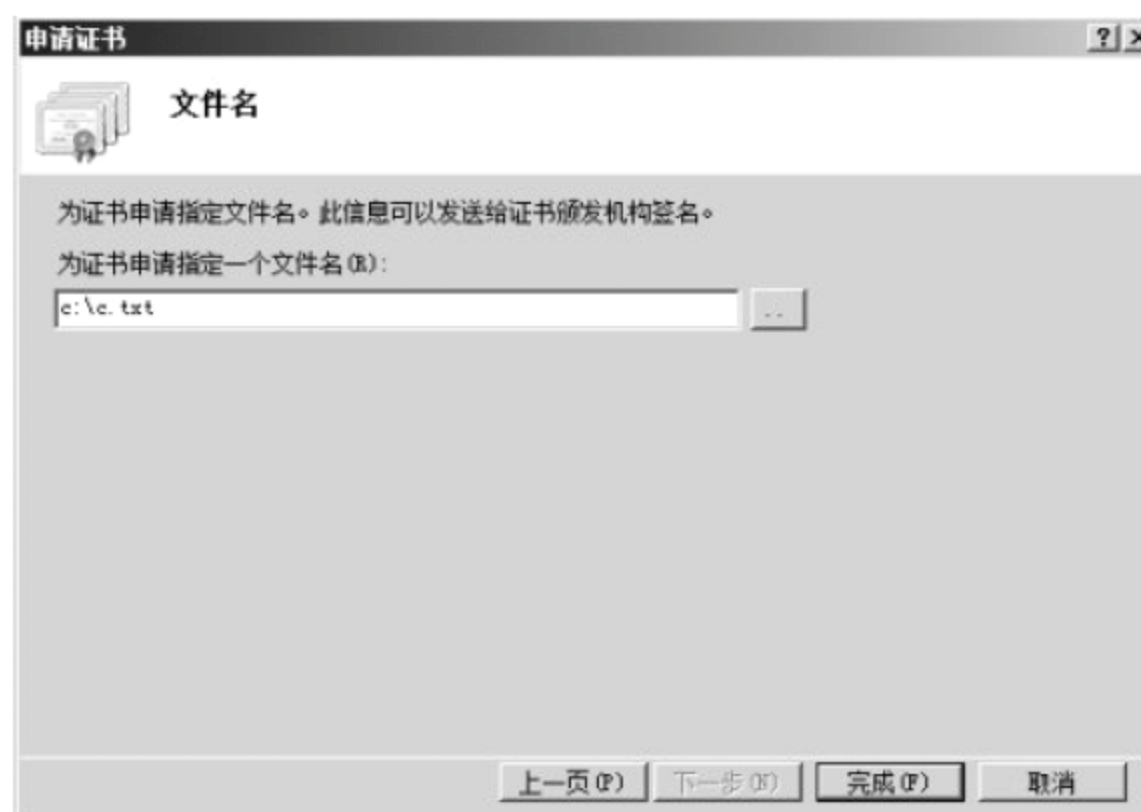 申请证书
文件名
为证书申请指定文件名。此信息可以发送给证书颁发机构签名。
为证书申请指定一个文件名(R):
c:\c.txt
..
上一页(P) 下一步(N) 完成(F) 取消